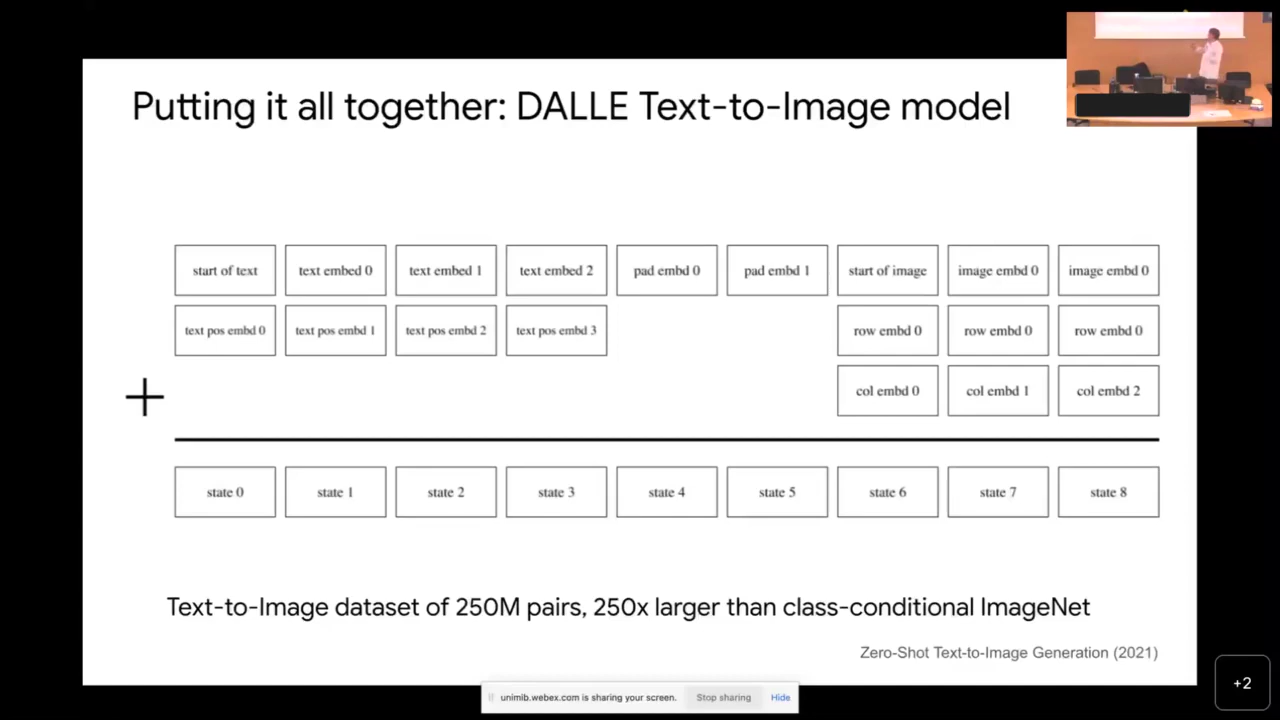 Putting it all together: DALLE Text-to-Image model
start of text text embed 0 text embed 1 text embed 2 pad embd 0 pad embd 1 start of image image embd 0 image embd 0
text pos embd 0 text pos embd 1 text pos embd 2 text pos embd 3 row embd 0 row embd 0 row embd 0
+ col embd 0 col embd 1 col embd 2
state 0 state 1 state 2 state 3 state 4 state 5 state 6 state 7 state 8
Text-to-Image dataset of 250M pairs, 250x larger than class-conditional ImageNet
Zero-Shot Text-to-Image Generation (2021)
unimib.webex.com is sharing your screen. Stop sharing Hide
+2